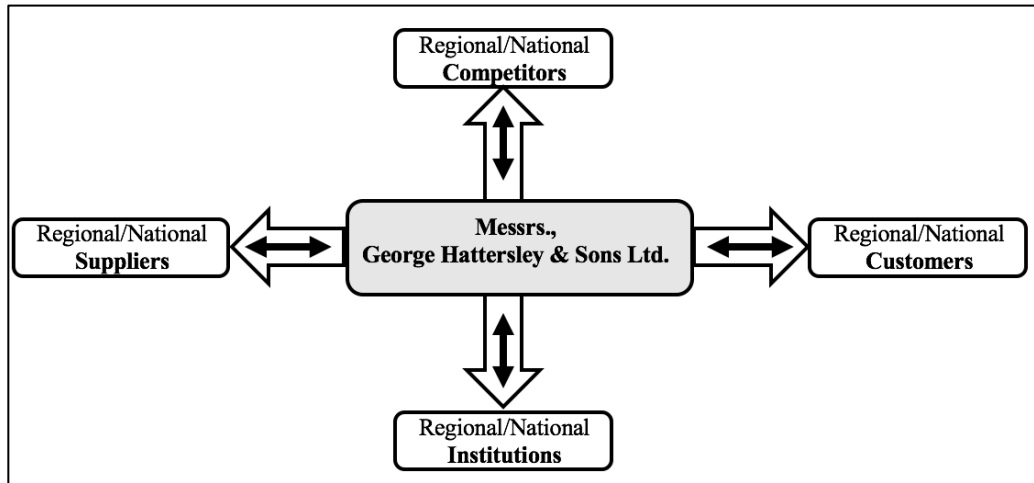 Regional/National
Competitors
Messrs.,
George Hattersley & Sons Ltd.
Regional/National
Suppliers
Regional/National
Customers
Regional/National
Institutions